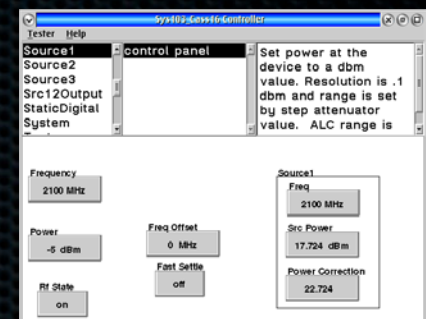 Sys403_Cass16 Controller
Tester Help
Source1
Source2
Source3
Src12Output
StaticDigital
System
control panel
Set power at the
device to a dbm
value. Resolution is .1
dbm and range is set
by step attenuator
value. ALC range is
Frequency
2100 MHz
Power
-5 dBm
Rf State
on
Freq Offset
0 MHz
Fast Settle
off
Source1
Freq
2100 MHz
Src Power
17.724 dBm
Power Correction
22.724